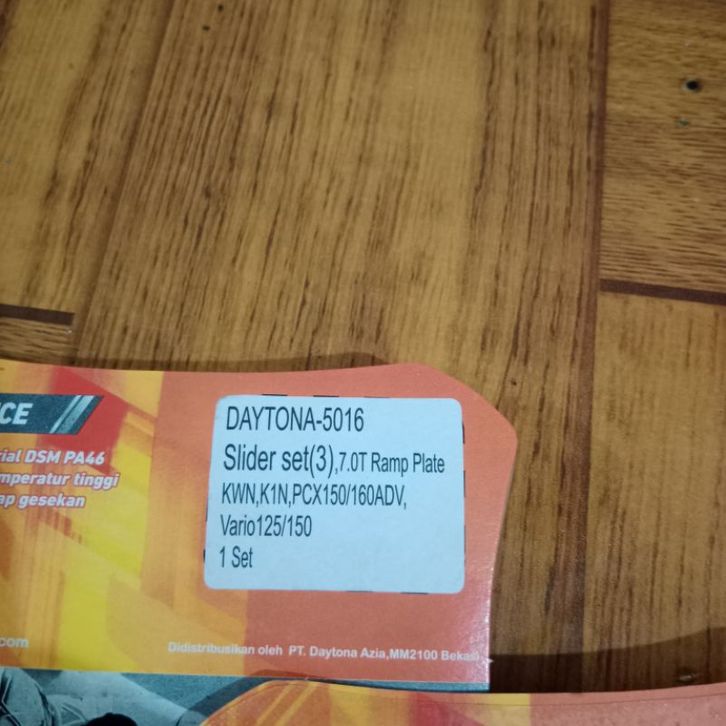 CE
rial DSM PA46
mperatur tinggi
ap gesekan
DAYTONA-5016
Slider set(3),7.0T Ramp Plate
KWN,K1N,PCX150/160ADV,
Vario125/150
1 Set
.com
Didistribusikan oleh PT. Daytona Azia,MM2100 Bekasi